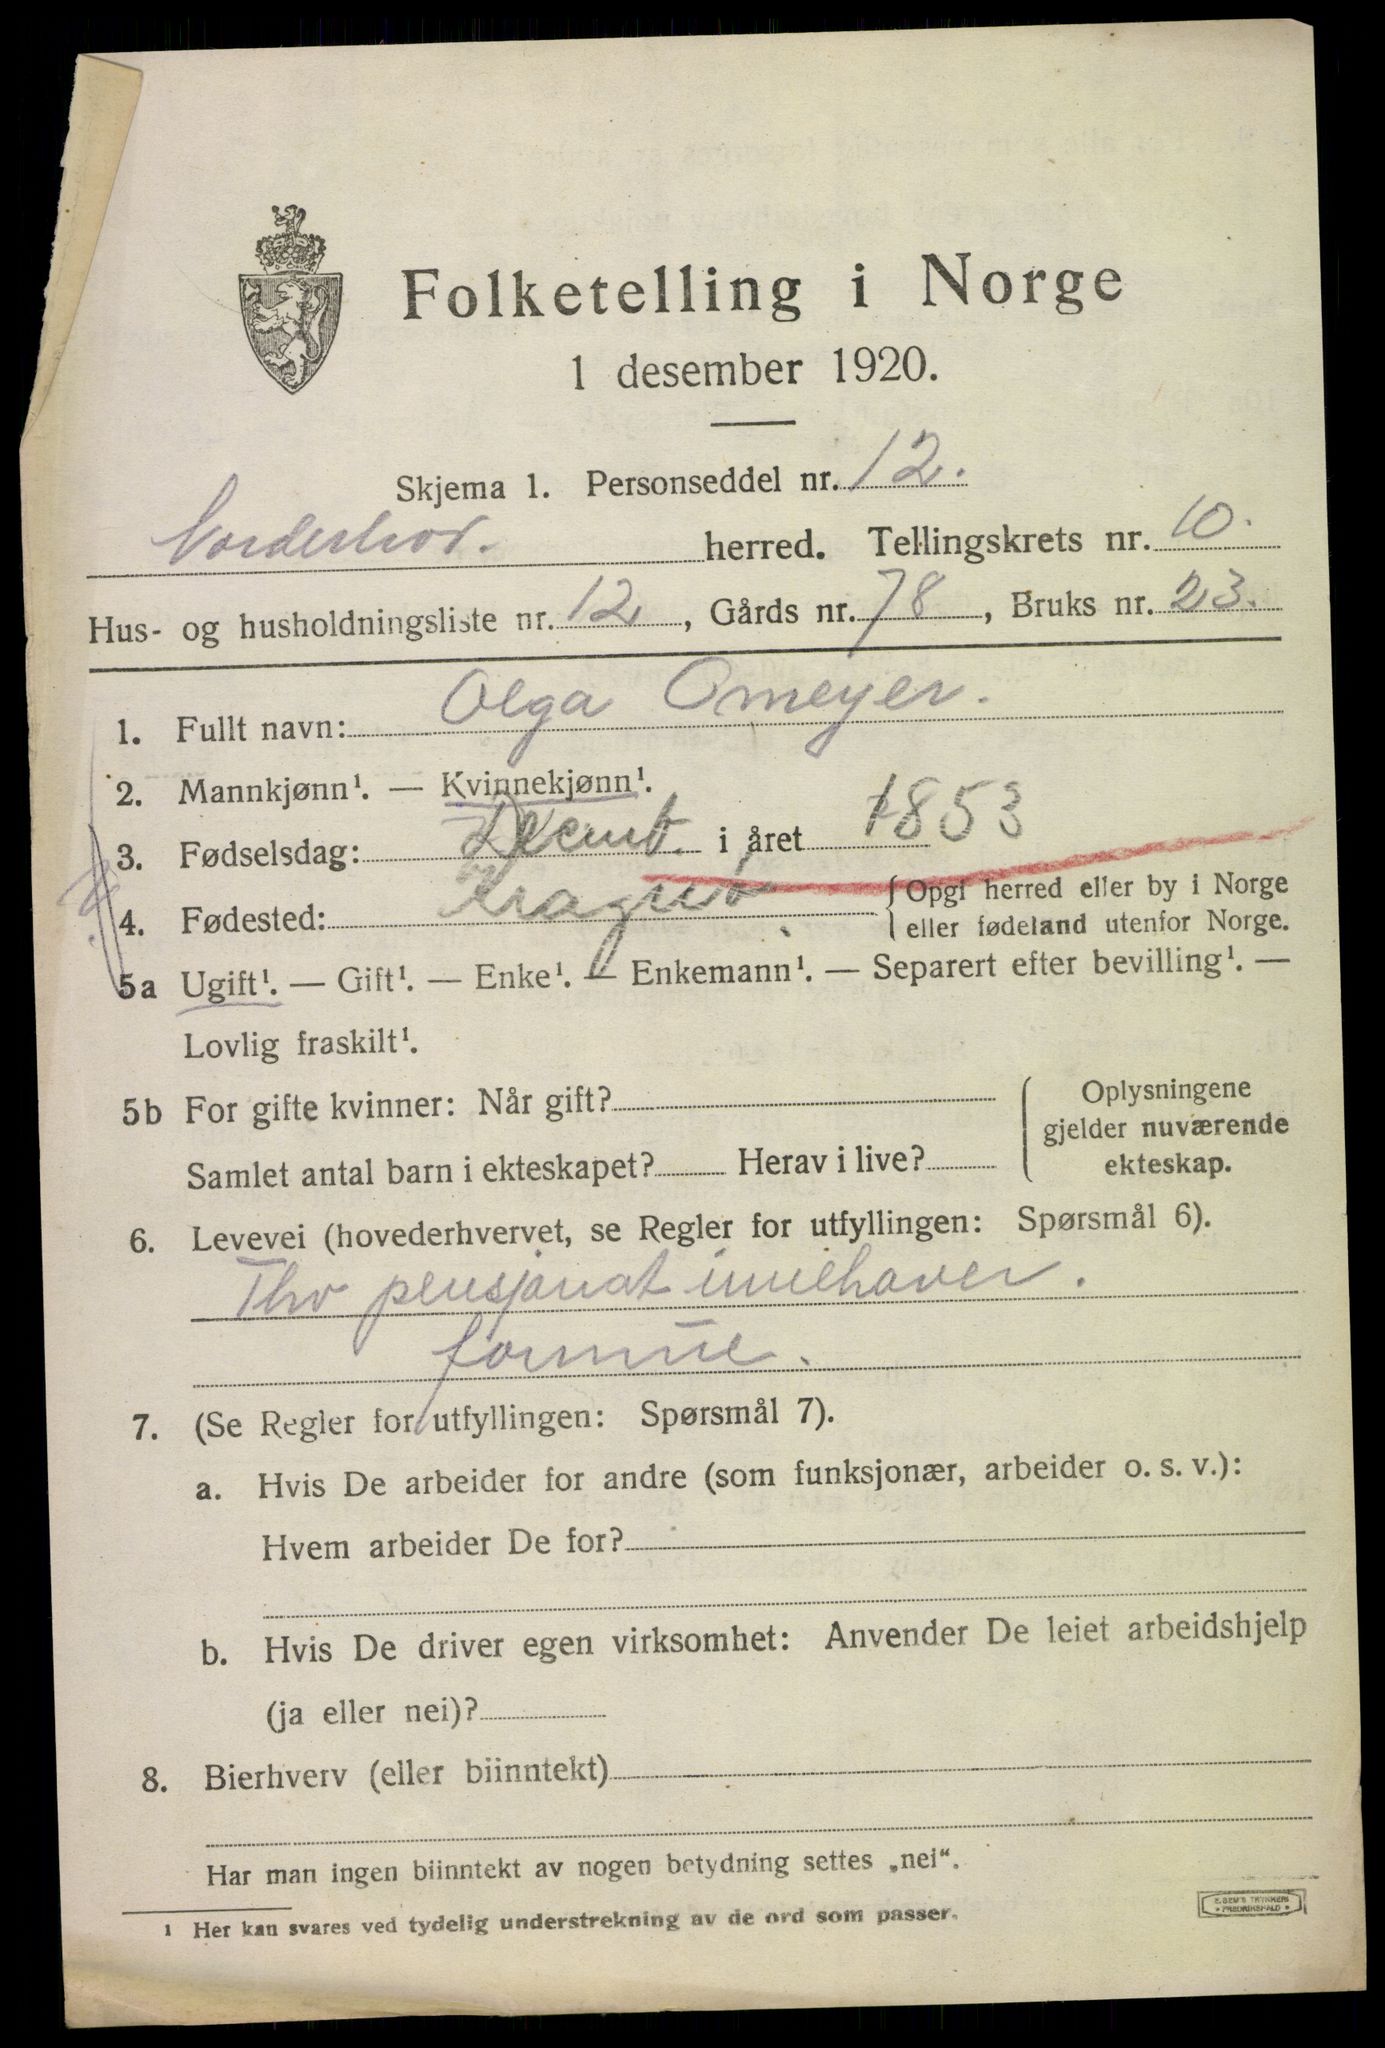 Folketelling i Norge
1 desember 1920.
Skjema 1. Personseddel nr. 12.
Norderhov. herred. Tellingskrets nr. 10.
Hus- og husholdningsliste nr. 12, Gårds nr. 78, Bruks nr. 23.
1. Fullt navn: Olga Omeyer.
2. Mannkjønn¹. — Kvinnekjønn¹.
3. Fødselsdag: Decemb. i året 1853
4. Fødested: Kragerø { Opgi herred eller by i Norge
eller fødeland utenfor Norge.
5a Ugift¹. — Gift¹. — Enke¹. — Enkemann¹. — Separert efter bevilling¹. —
Lovlig fraskilt¹.
5b For gifte kvinner: Når gift? { Oplysningene
gjelder nuværende
ekteskap.
Samlet antal barn i ekteskapet? Herav i live?
6. Levevei (hovederhvervet, se Regler for utfyllingen: Spørsmål 6).
Fhv pensjonat innehaver.
formue.
7. (Se Regler for utfyllingen: Spørsmål 7).
a. Hvis De arbeider for andre (som funksjonær, arbeider o. s. v.):
Hvem arbeider De for?
b. Hvis De driver egen virksomhet: Anvender De leiet arbeidshjelp
(ja eller nei)?
8. Bierhverv (eller biinntekt)
Har man ingen biinntekt av nogen betydning settes „nei“.
¹ Her kan svares ved tydelig understrekning av de ord som passer.
E. SEM'S TRYKKERI
• FREDRIKSHALD •